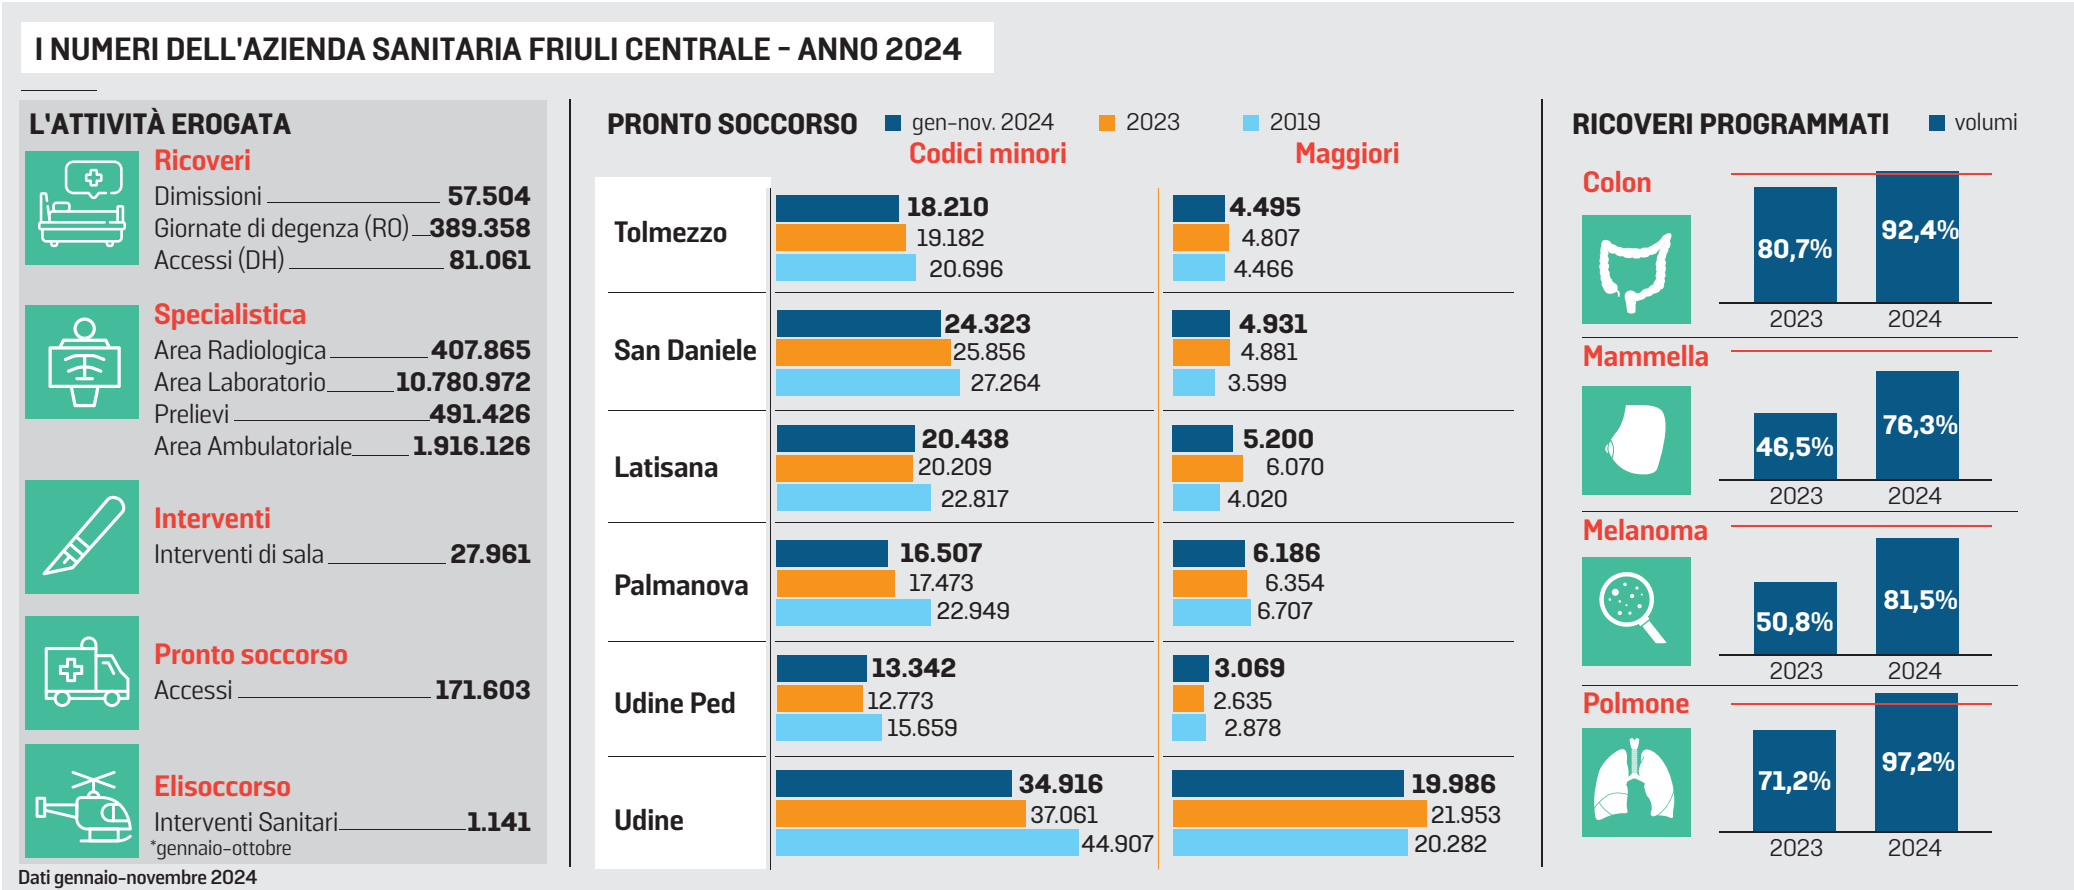 I NUMERI DELL'AZIENDA SANITARIA FRIULI CENTRALE - ANNO 2024
L'ATTIVITÀ EROGATA
Ricoveri
Dimissioni 57.504
Giornate di degenza (RO) 389.358
Accessi (DH) 81.061
Specialistica
Area Radiologica 407.865
Area Laboratorio 10.780.972
Prelievi 491.426
Area Ambulatoriale 1.916.126
Interventi
Interventi di sala 27.961
Pronto soccorso
Accessi 171.603
Elisoccorso
Interventi Sanitari 1.141
*gennaio-ottobre
Dati gennaio-novembre 2024
PRONTO SOCCORSO gen-nov. 2024 2023 2019
Codici minori Maggiori
Tolmezzo
18.210 4.495
19.182 4.807
20.696 4.466
San Daniele
24.323 4.931
25.856 4.881
27.264 3.599
Latisana
20.438 5.200
20.209 6.070
22.817 4.020
Palmanova
16.507 6.186
17.473 6.354
22.949 6.707
Udine Ped
13.342 3.069
12.773 2.635
15.659 2.878
Udine
34.916 19.986
37.061 21.953
44.907 20.282
RICOVERI PROGRAMMATI volumi
Colon
80,7% 92,4%
2023 2024
Mammella
46,5% 76,3%
2023 2024
Melanoma
50,8% 81,5%
2023 2024
Polmone
71,2% 97,2%
2023 2024